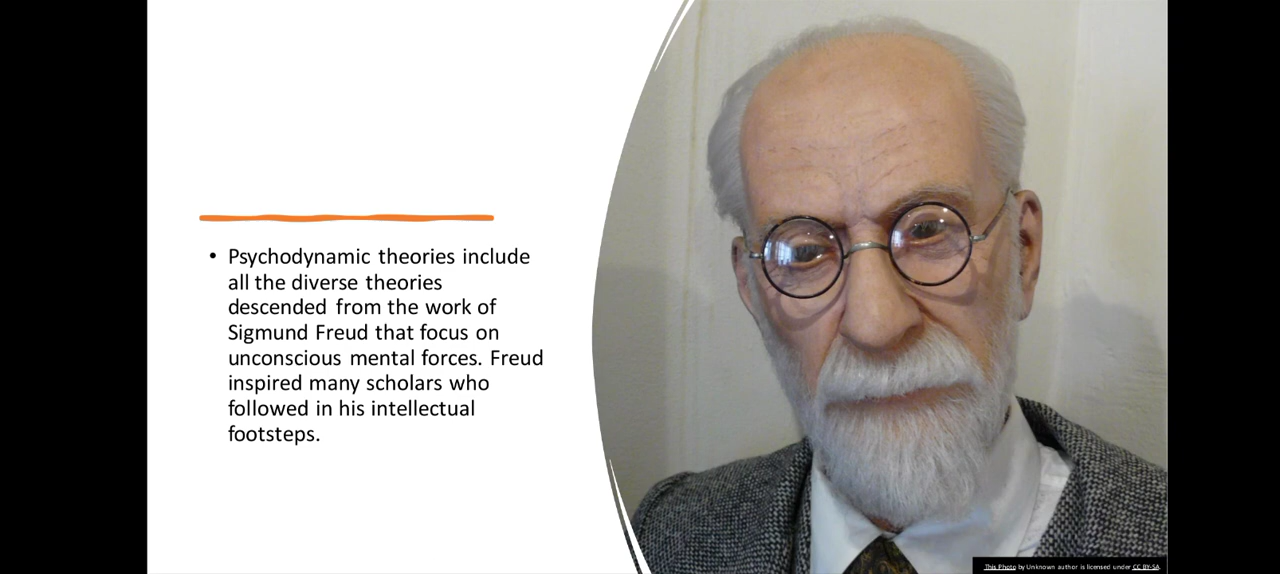 • Psychodynamic theories include
all the diverse theories
descended from the work of
Sigmund Freud that focus on
unconscious mental forces. Freud
inspired many scholars who
followed in his intellectual
footsteps.
This Photo by Unknown author is licensed under CC BY-SA.